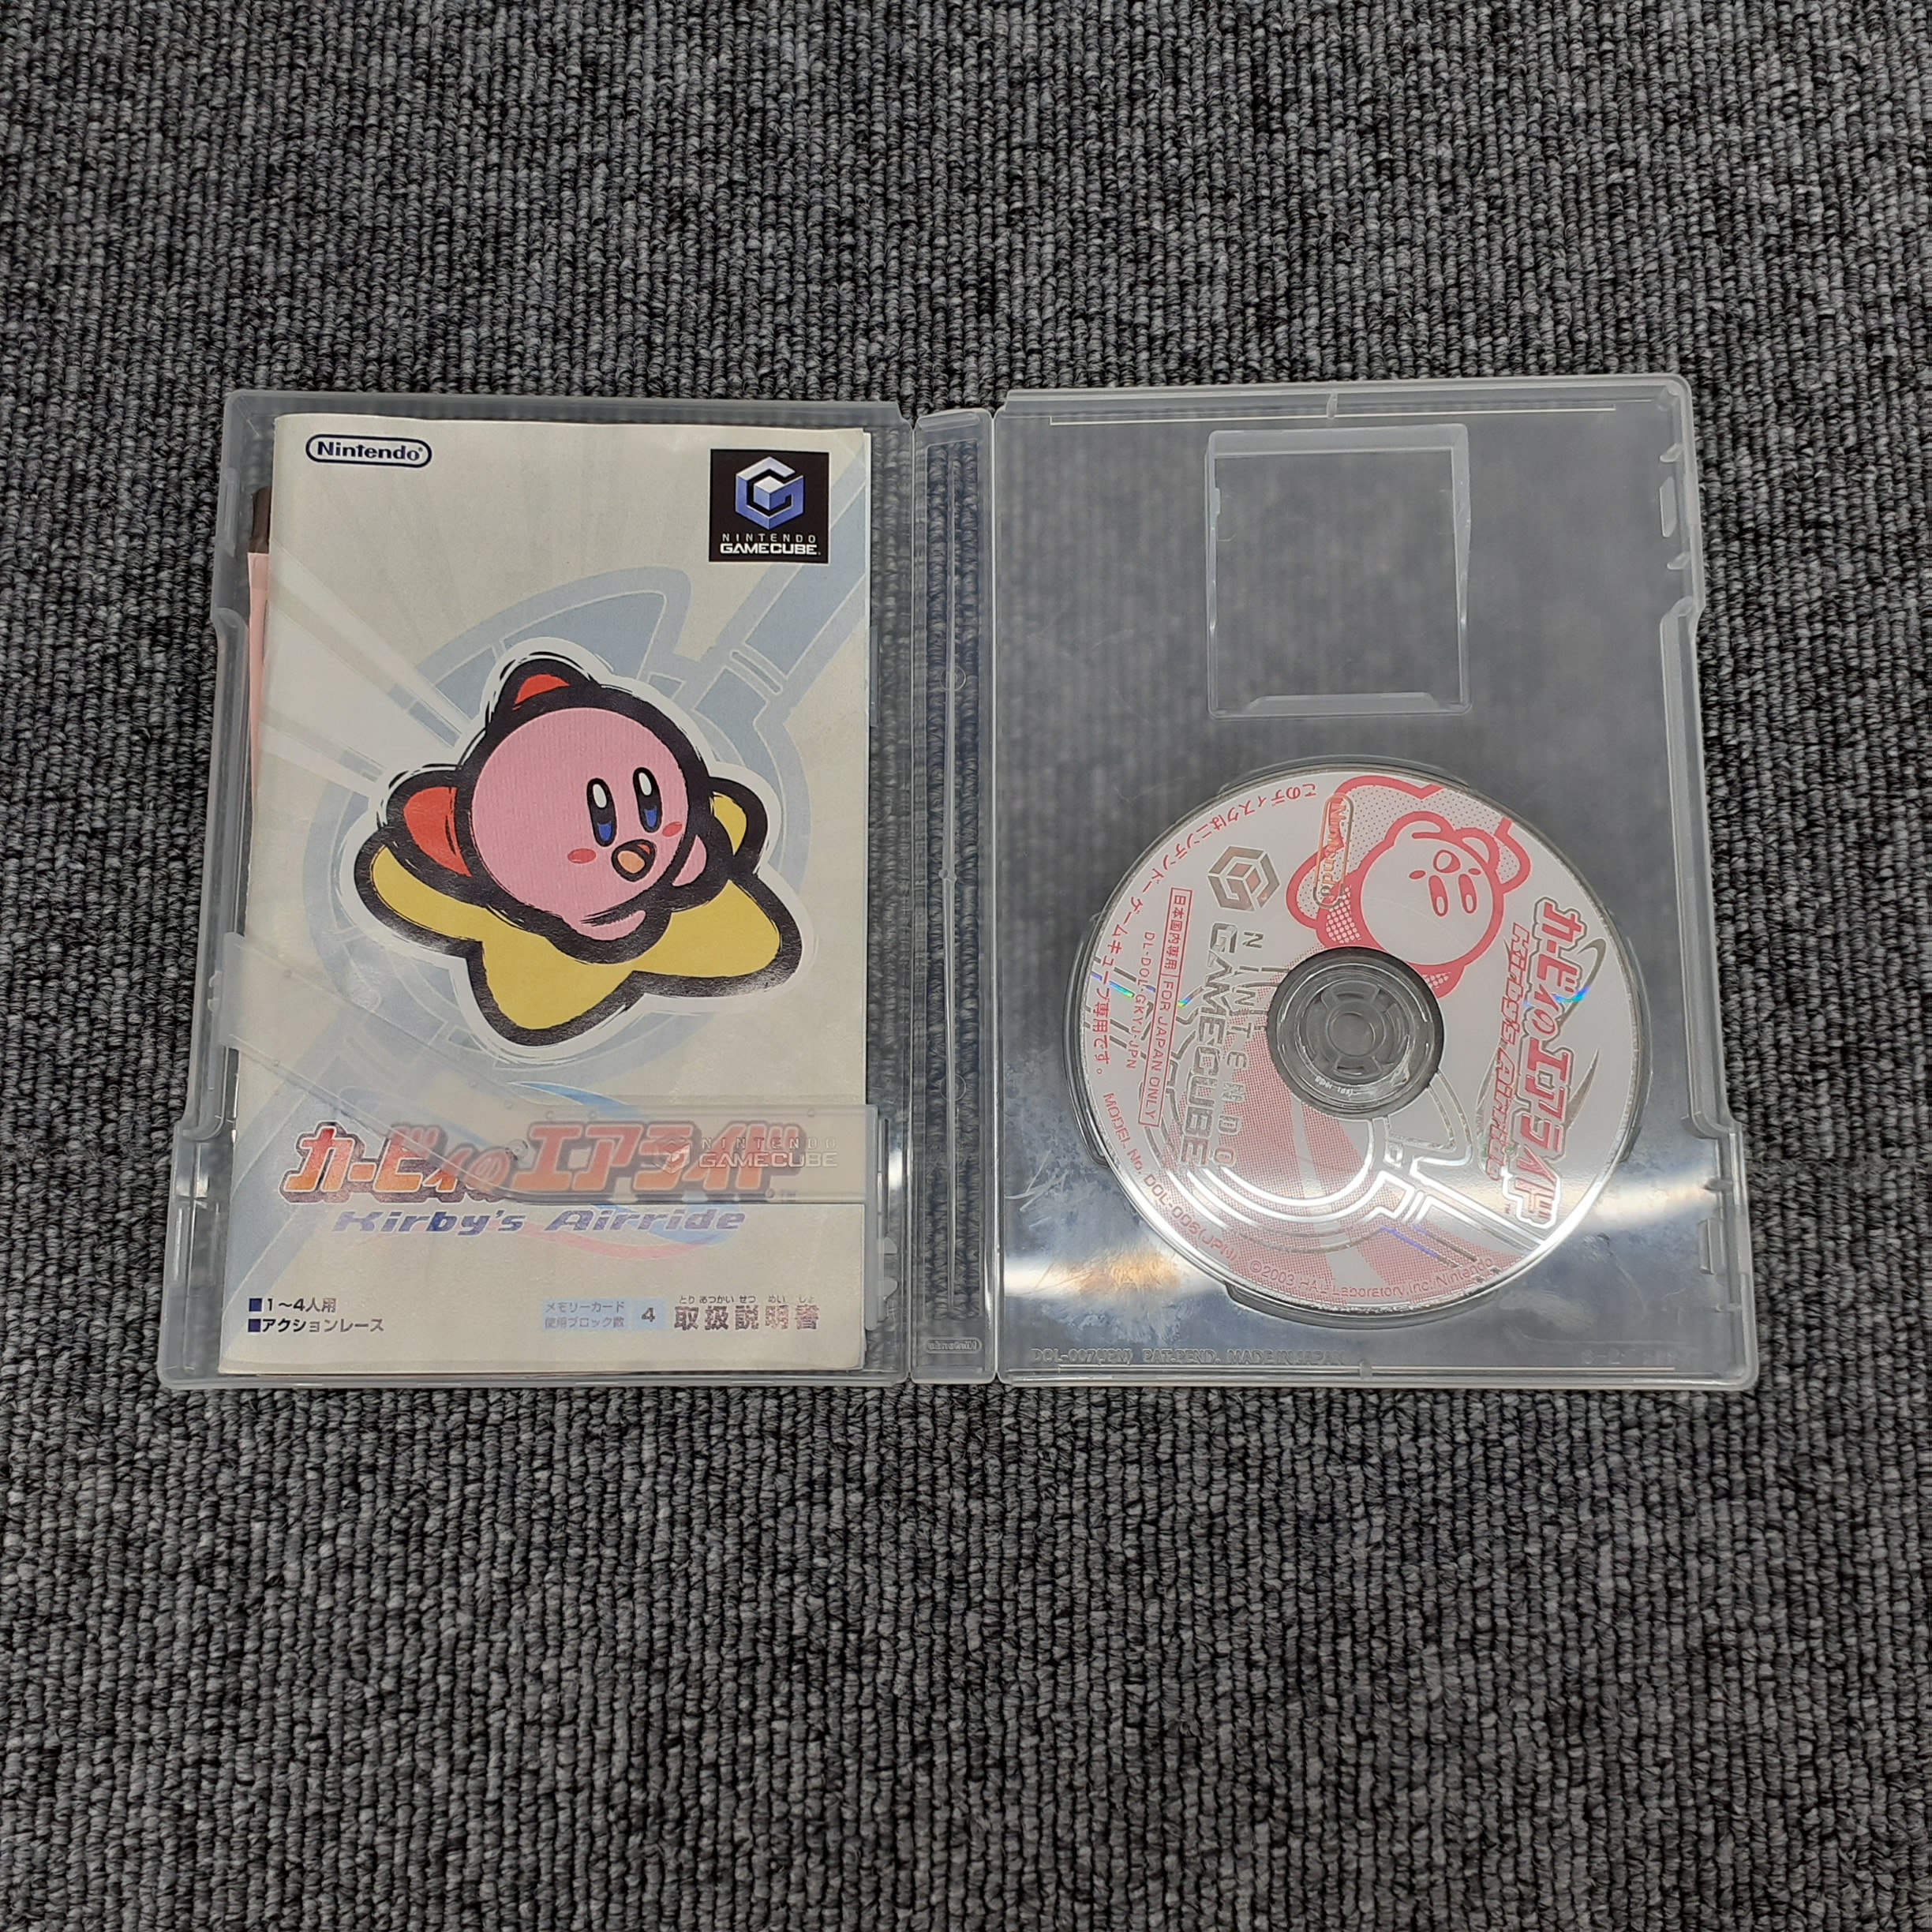 Nintendo®
NINTENDO
GAMECUBE™
カービィのエアライド
NINTENDO
GAMECUBE
Kirby's Airride
■1〜4人用
■アクションレース
メモリーカード
使用ブロック数
4
とり あつかい せつ めい しょ
取扱説明書
Nintendo
DOL-007(JPN) PAT-PEND. MADE IN JAPAN
このディスクはニンテンドーゲームキューブ専用です。
Nintendo
NINTENDO
GAMECUBE
日本国内専用 FOR JAPAN ONLY
DL-DOL-GKYJ-JPN
MODEL No. DOL-006(JPN)
カービィのエアライド™
Kirby's Airride
©2003 HAL Laboratory, Inc./ Nintendo